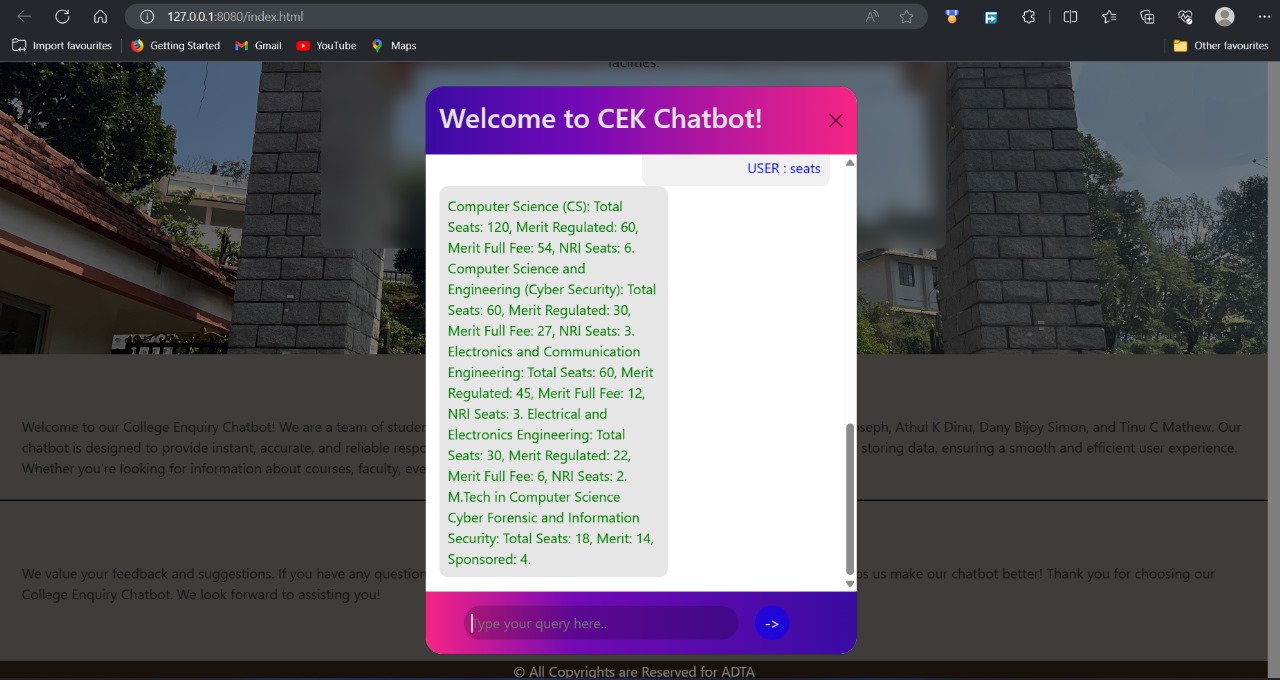 127.0.0.1:8080/index.html
Import favourites
Getting Started
Gmail
YouTube
Maps
Other favourites
facilities.
Welcome to CEK Chatbot!
USER : seats
Computer Science (CS): Total
Seats: 120, Merit Regulated: 60,
Merit Full Fee: 54, NRI Seats: 6.
Computer Science and
Engineering (Cyber Security): Total
Seats: 60, Merit Regulated: 30,
Merit Full Fee: 27, NRI Seats: 3.
Electronics and Communication
Engineering: Total Seats: 60, Merit
Regulated: 45, Merit Full Fee: 12,
NRI Seats: 3. Electrical and
Electronics Engineering: Total
Seats: 30, Merit Regulated: 22,
Merit Full Fee: 6, NRI Seats: 2.
M.Tech in Computer Science
Cyber Forensic and Information
Security: Total Seats: 18, Merit: 14,
Sponsored: 4.
Type your query here..
->
Welcome to our College Enquiry Chatbot! We are a team of Athul K Dinu, Dany Bijoy Simon, and Tinu C Mathew. Our
chatbot is designed to provide instant, accurate, and reliable storing data, ensuring a smooth and efficient user experience.
Whether you're looking for information about courses, faculty,
We value your feedback and suggestions. If you have any us make our chatbot better! Thank you for choosing our
College Enquiry Chatbot. We look forward to assisting you!
© All Copyrights are Reserved for ADTA